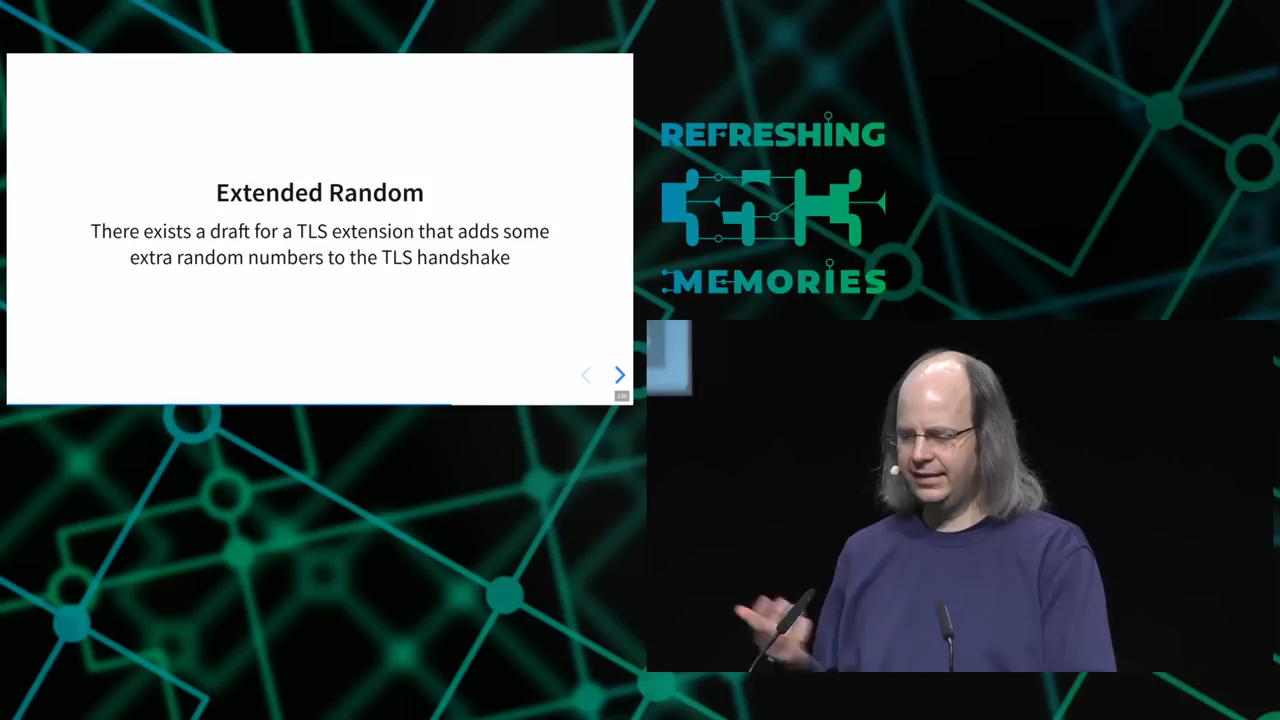 Extended Random
There exists a draft for a TLS extension that adds some
extra random numbers to the TLS handshake
REFRESHING
MEMORIES